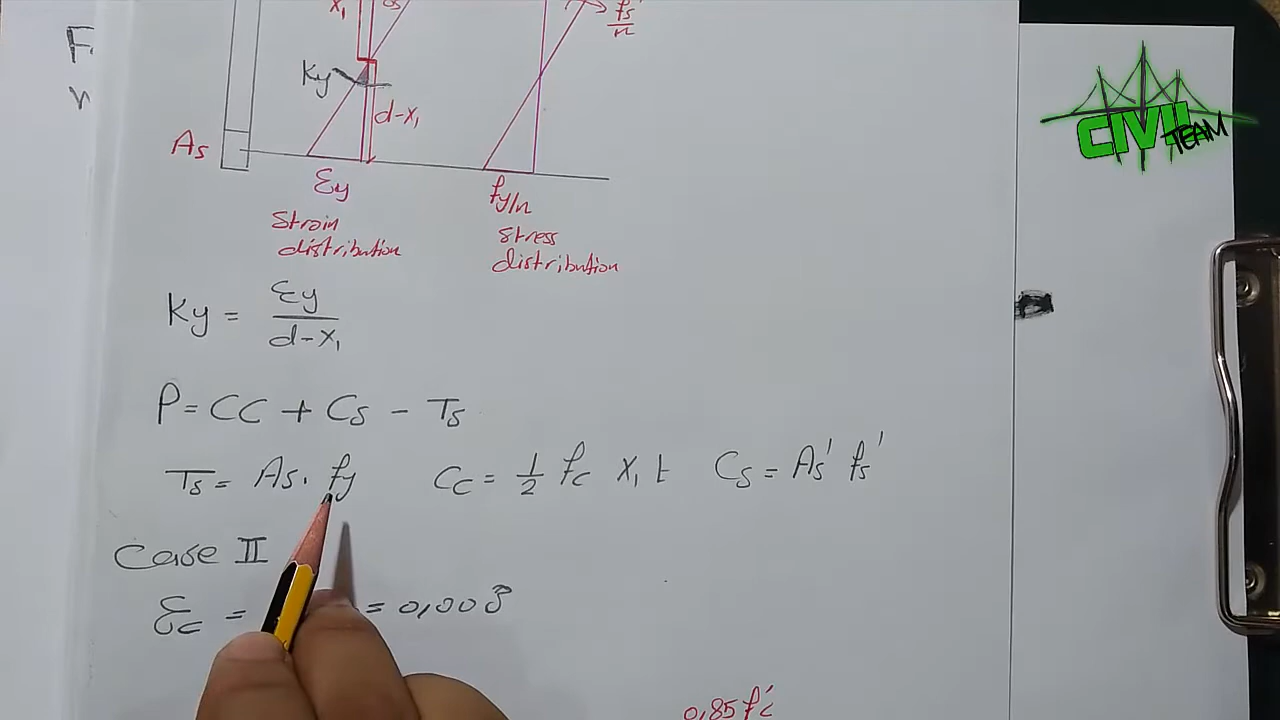 x₁
fs'/n
Ky
d-x₁
As
εy
fy/n
Strain
distribution
Stress
distribution
Ky = εy/(d-x₁)
P = CC + Cs - Ts
Ts = As . fy Cc = 1/2 fc x₁ t Cs = As' fs'
Case II
εc = = 0,003
0,85 f'c
CIVIL
TEAM